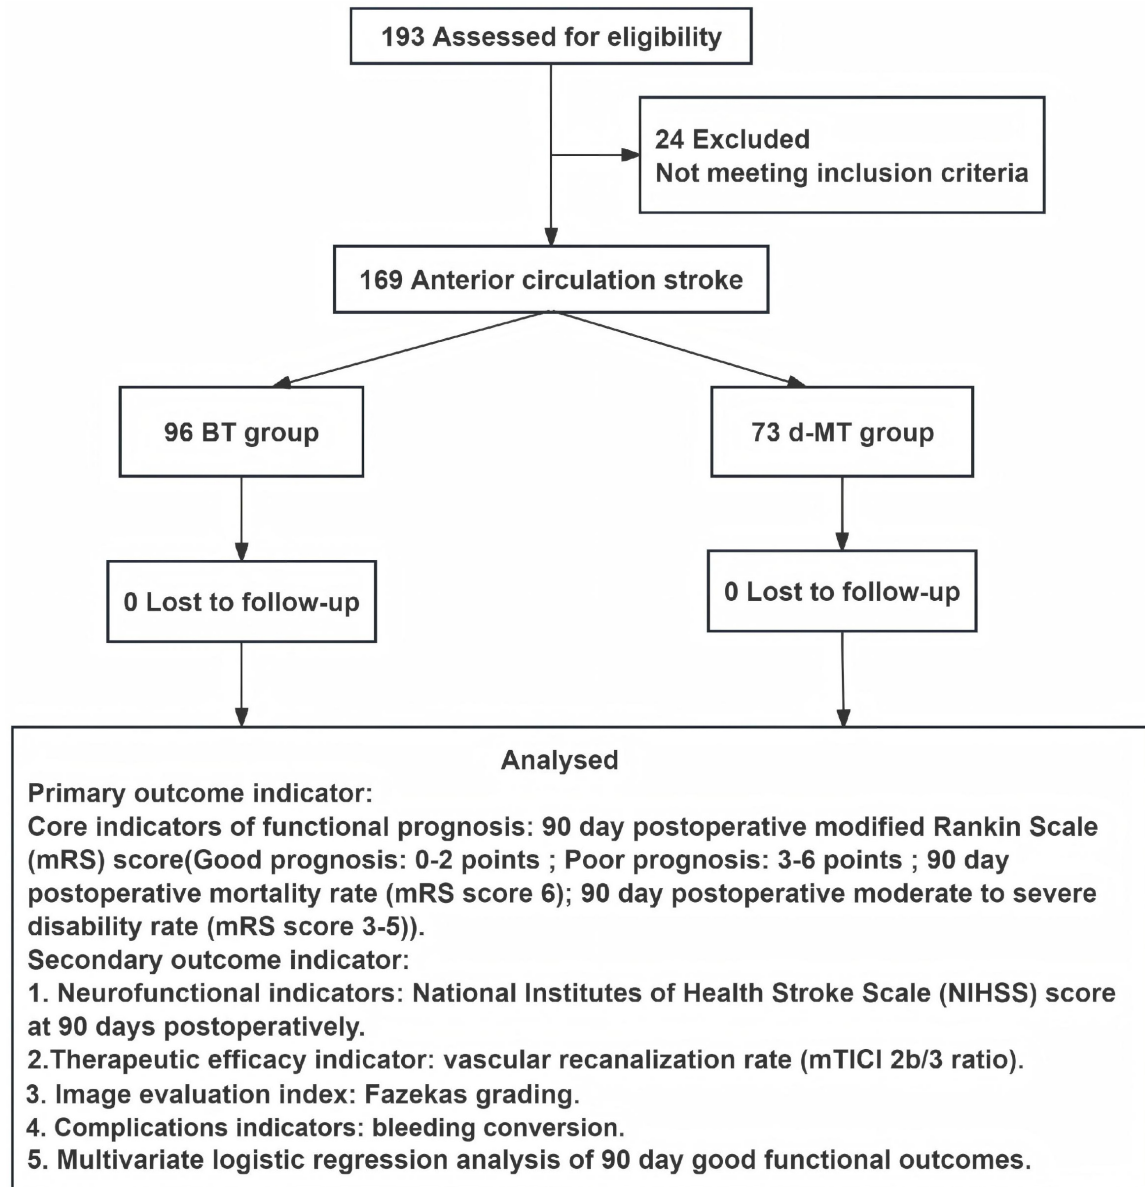 193 Assessed for eligibility
24 Excluded
Not meeting inclusion criteria
169 Anterior circulation stroke
96 BT group
73 d-MT group
0 Lost to follow-up
0 Lost to follow-up
Analysed
Primary outcome indicator:
Core indicators of functional prognosis: 90 day postoperative modified Rankin Scale
(mRS) score(Good prognosis: 0-2 points ; Poor prognosis: 3-6 points ; 90 day
postoperative mortality rate (mRS score 6); 90 day postoperative moderate to severe
disability rate (mRS score 3-5)).
Secondary outcome indicator:
1. Neurofunctional indicators: National Institutes of Health Stroke Scale (NIHSS) score
at 90 days postoperatively.
2.Therapeutic efficacy indicator: vascular recanalization rate (mTICI 2b/3 ratio).
3. Image evaluation index: Fazekas grading.
4. Complications indicators: bleeding conversion.
5. Multivariate logistic regression analysis of 90 day good functional outcomes.